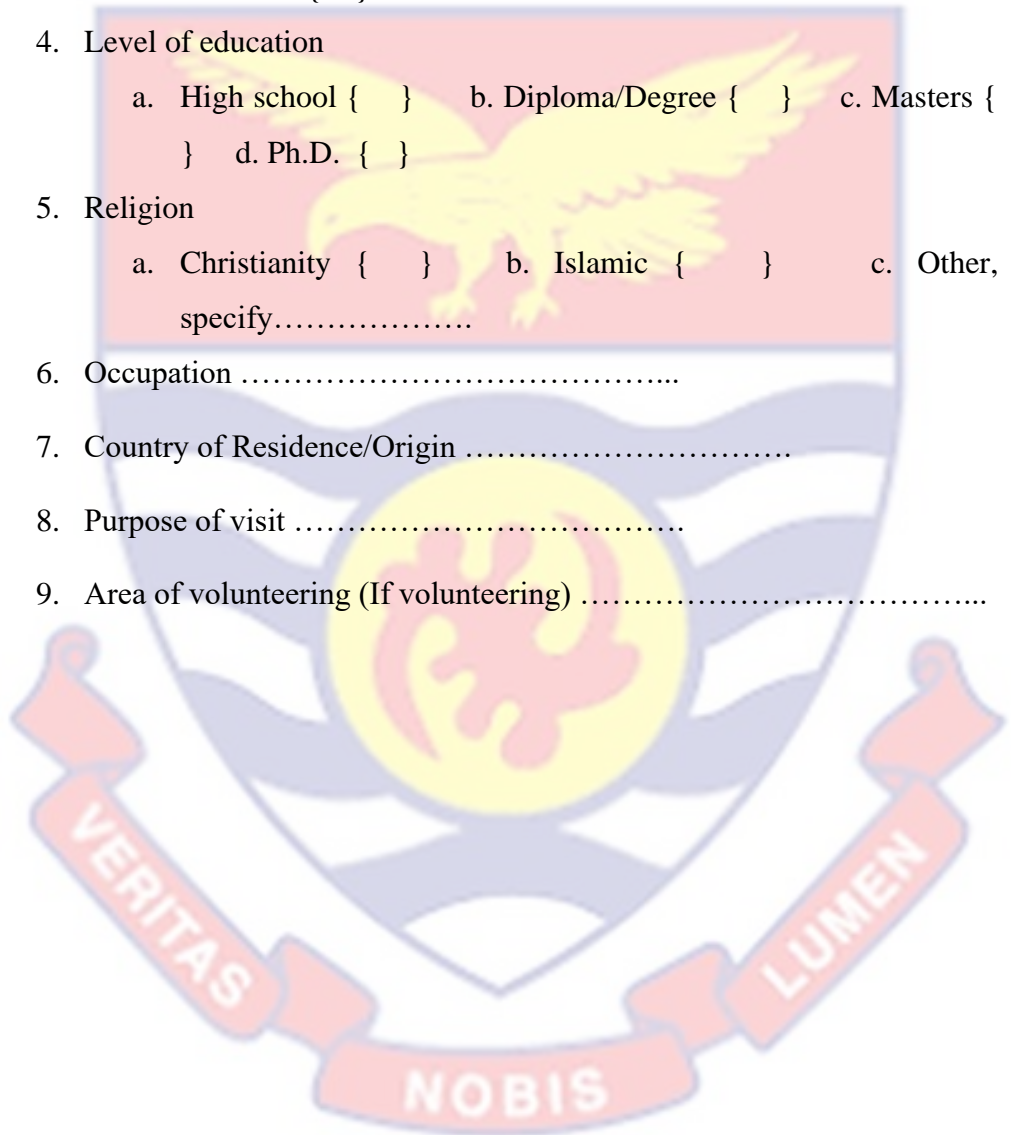 4. Level of education
a. High school { } b. Diploma/Degree { } c. Masters {
} d. Ph.D. { }
5. Religion
a. Christianity { } b. Islamic { } c. Other,
specify……………….
6. Occupation …………………………………...
7. Country of Residence/Origin ………………………….
8. Purpose of visit ……………………………….
9. Area of volunteering (If volunteering) ………………………………...
VERITAS
NOBIS
LUMEN